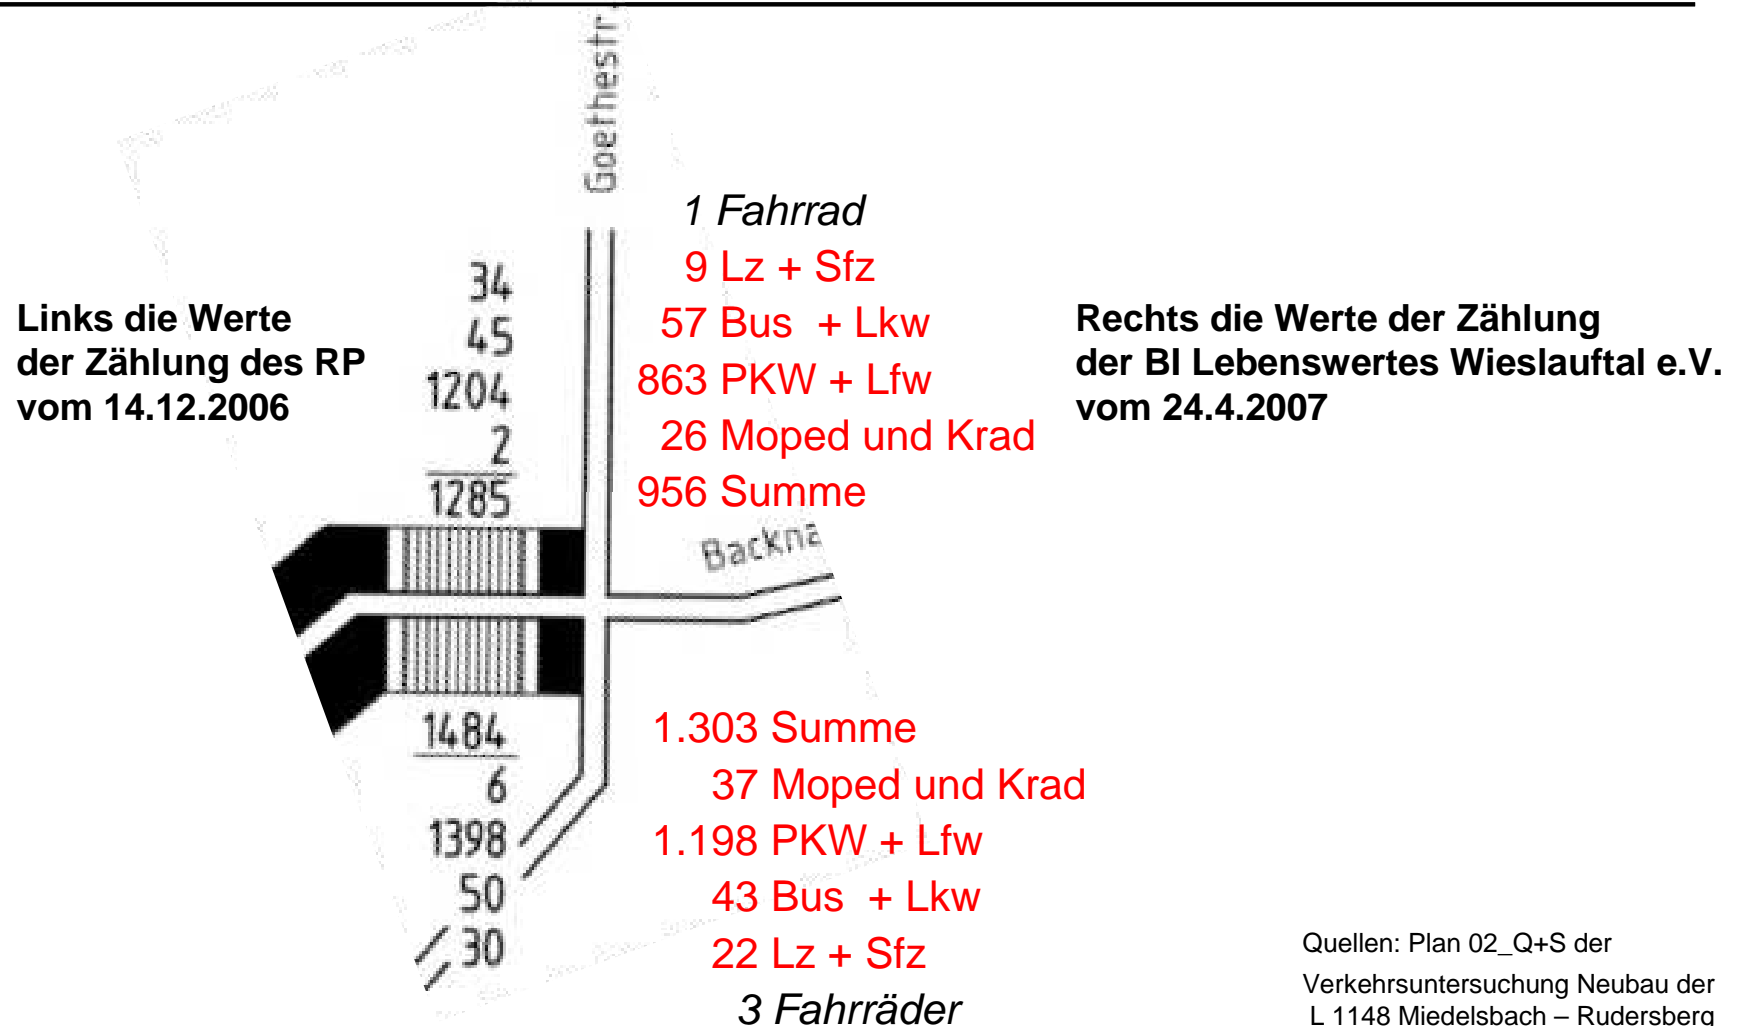 Goethestr.
1 Fahrrad
34
9 Lz + Sfz
45
57 Bus + Lkw
1204
863 PKW + Lfw
2
26 Moped und Krad
1285
956 Summe
Links die Werte
der Zählung des RP
vom 14.12.2006
Rechts die Werte der Zählung
der BI Lebenswertes Wieslauftal e.V.
vom 24.4.2007
1484
1.303 Summe
6
37 Moped und Krad
1398
1.198 PKW + Lfw
50
43 Bus + Lkw
30
22 Lz + Sfz
3 Fahrräder
Quellen: Plan 02_Q+S der
Verkehrsuntersuchung Neubau der
L 1148 Miedelsbach – Rudersberg